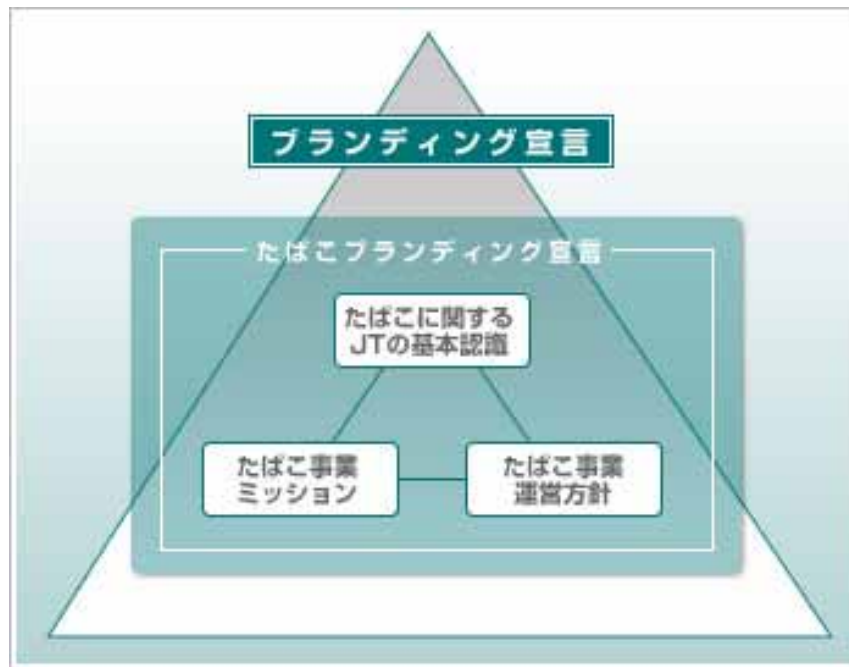 ブランディング宣言
たばこブランディング宣言
たばこに関する
JTの基本認識
たばこ事業
ミッション
たばこ事業
運営方針